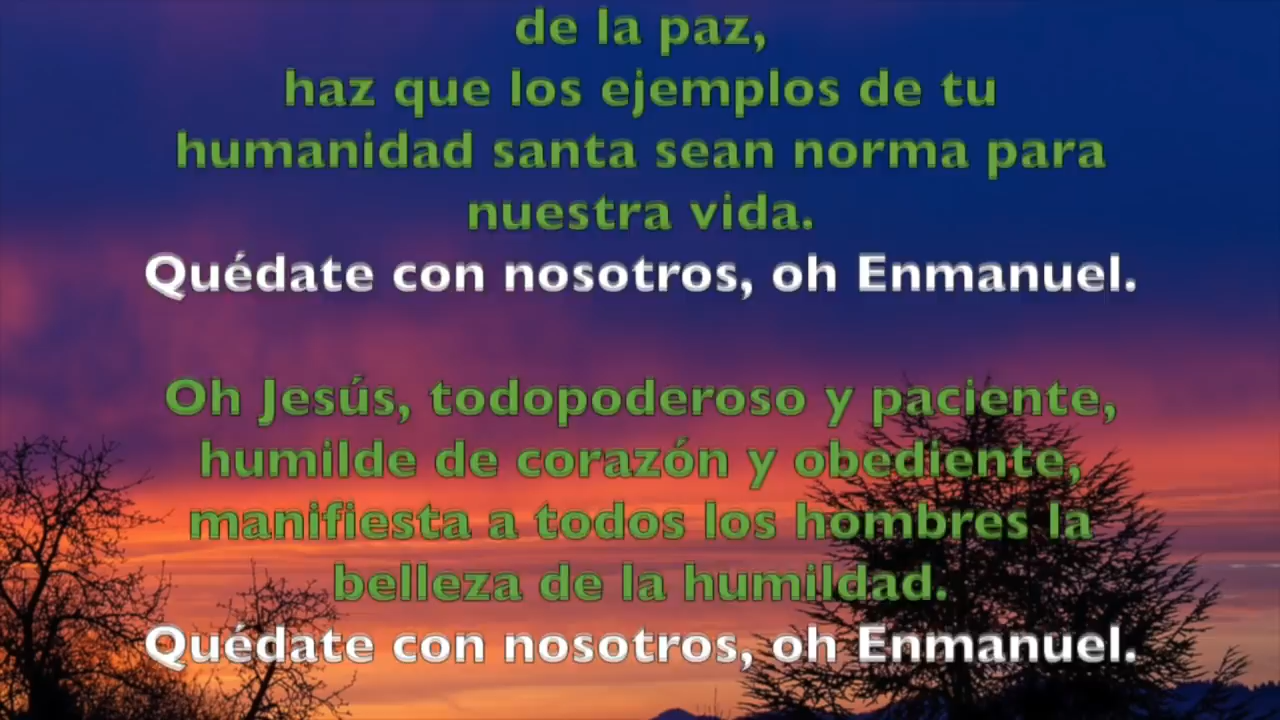 de la paz,
haz que los ejemplos de tu
humanidad santa sean norma para
nuestra vida.
Quédate con nosotros, oh Enmanuel.
Oh Jesús, todopoderoso y paciente,
humilde de corazón y obediente,
manifiesta a todos los hombres la
belleza de la humildad.
Quédate con nosotros, oh Enmanuel.